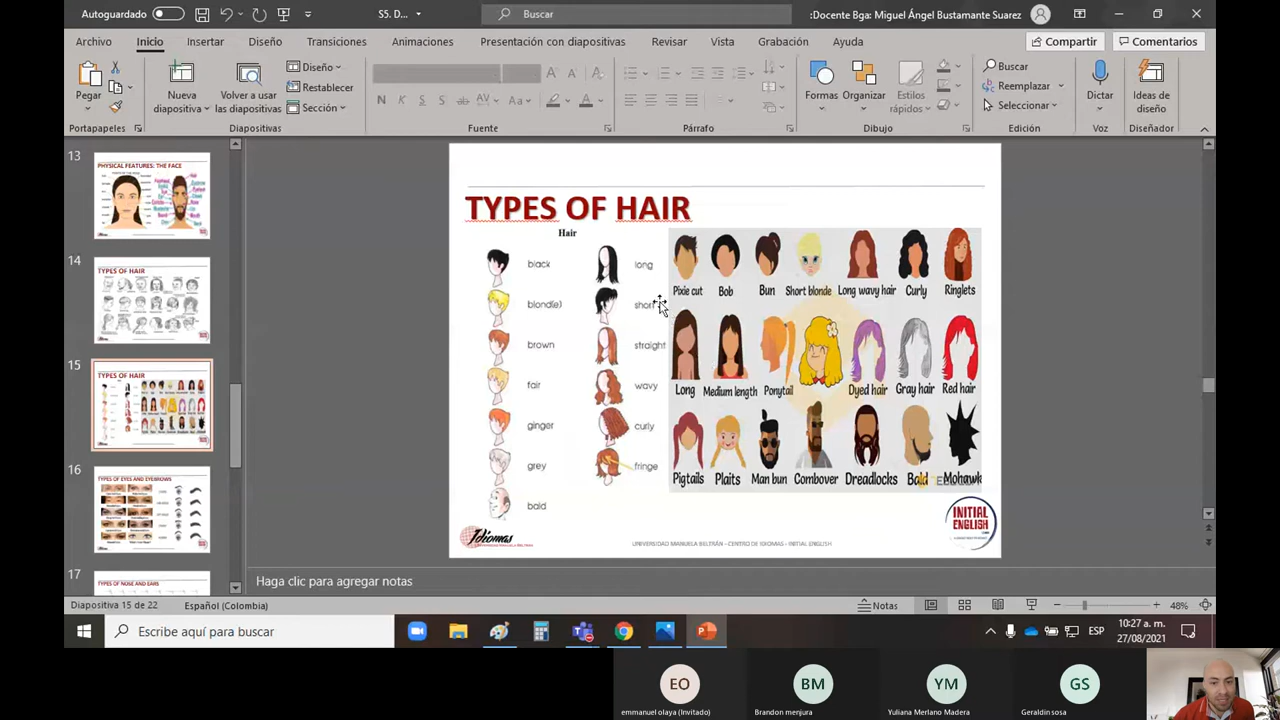 Autoguardado
S5. D...
Buscar
:Docente Bga: Miguel Ángel Bustamante Suarez
Archivo
Inicio
Insertar
Diseño
Transiciones
Animaciones
Presentación con diapositivas
Revisar
Vista
Grabación
Ayuda
Compartir
Comentarios
Pegar
Nueva diapositiva
Volver a usar las diapositivas
Diseño
Restablecer
Sección
N K S S ab AV Aa A
Formas
Organizar
Estilos rápidos
Buscar
Reemplazar
Seleccionar
Dictar
Ideas de diseño
Portapapeles
Diapositivas
Fuente
Párrafo
Dibujo
Edición
Voz
Diseñador
13
PHYSICAL FEATURES: THE FACE
14
TYPES OF HAIR
15
TYPES OF HAIR
16
TYPES OF EYES AND EYEBROWS
17
TYPES OF NOSE AND EARS
TYPES OF HAIR
Hair
black
long
blond(e)
short
brown
straight
fair
wavy
ginger
curly
grey
fringe
bald
Pixie cut
Bob
Bun
Short blonde
Long wavy hair
Curly
Ringlets
Long
Medium length
Ponytail
Dyed hair
Gray hair
Red hair
Pigtails
Plaits
Man bun
Combover
Dreadlocks
Bald
Mohawk
Idiomas
UNIVERSIDAD MANUELA BELTRÁN - CENTRO DE IDIOMAS - INITIAL ENGLISH
INITIAL
ENGLISH
Haga clic para agregar notas
Diapositiva 15 de 22
Español (Colombia)
Notas
48%
Escribe aquí para buscar
ESP
10:27 a. m.
27/08/2021
EO
BM
YM
GS
emmanuel olaya (Invitado)
Brandon menjura
Yuliana Merlano Madera
Geraldin sosa